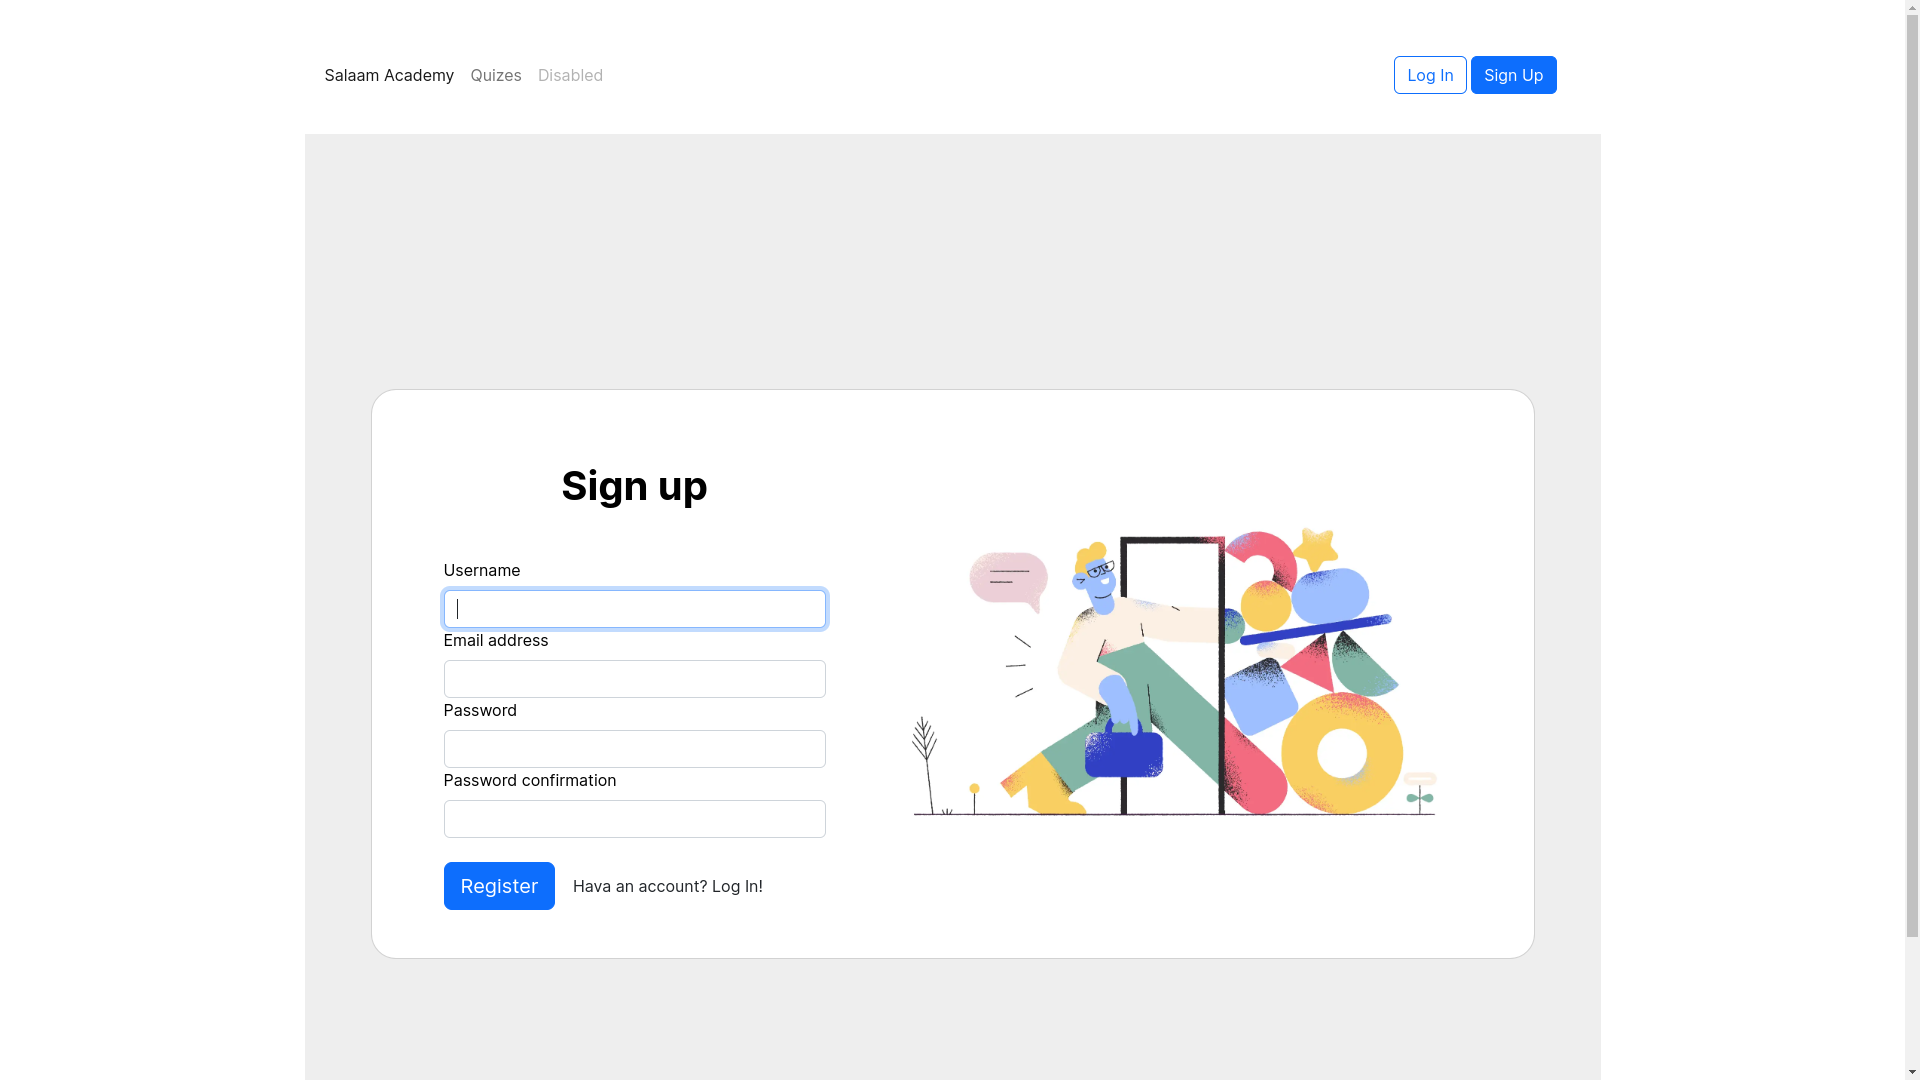 Salaam Academy Quizes Disabled Log In Sign Up
Sign up
Username
Email address
Password
Password confirmation
Register Hava an account? Log In!